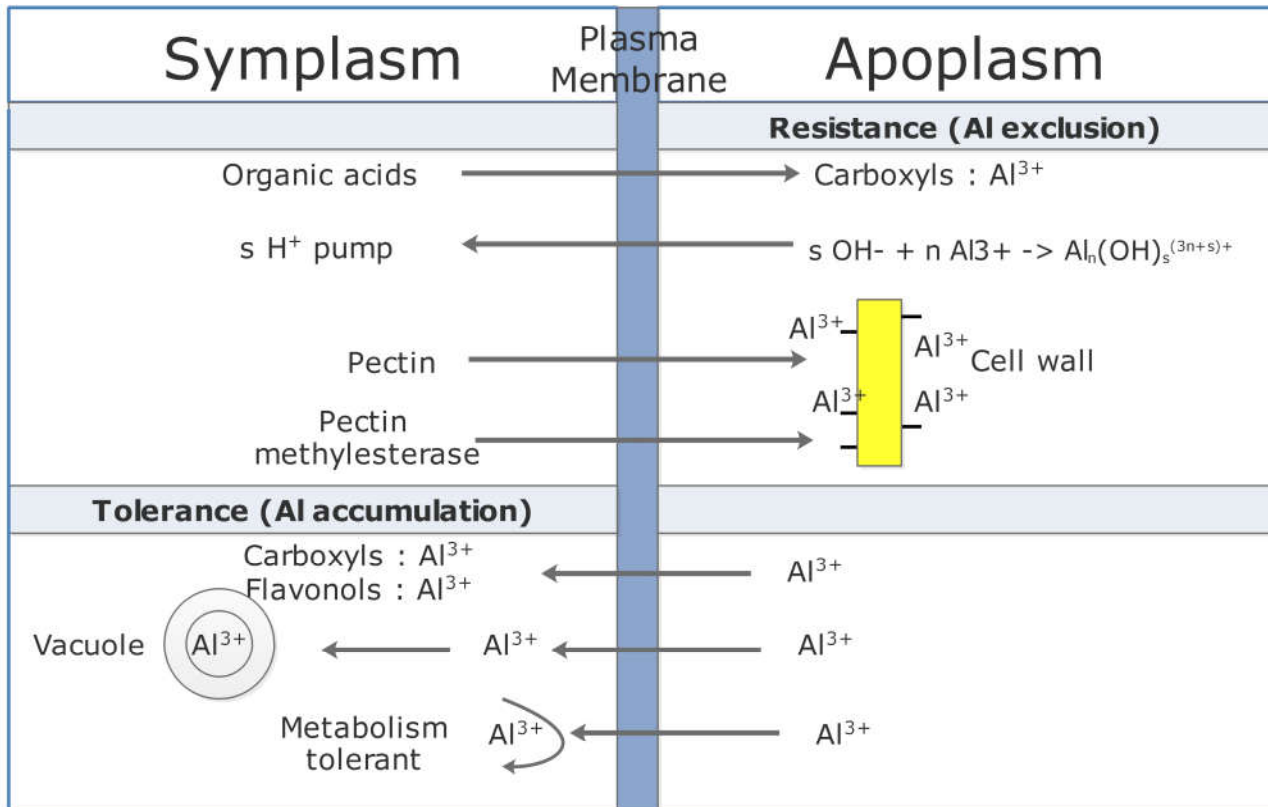 Symplasm
Plasma
Membrane
Apoplasm
Resistance (Al exclusion)
Organic acids
Carboxyls : Al³⁺
s H⁺ pump
s OH- + n Al3+ -> Alₙ(OH)ₛ⁽³ⁿ⁺ˢ⁾⁺
Al³⁺
Al³⁺
Pectin
Cell wall
Al³⁺
Al³⁺
Pectin
methylesterase
Tolerance (Al accumulation)
Carboxyls : Al³⁺
Flavonols : Al³⁺
Al³⁺
Vacuole
Al³⁺
Al³⁺
Al³⁺
Metabolism
tolerant
Al³⁺
Al³⁺